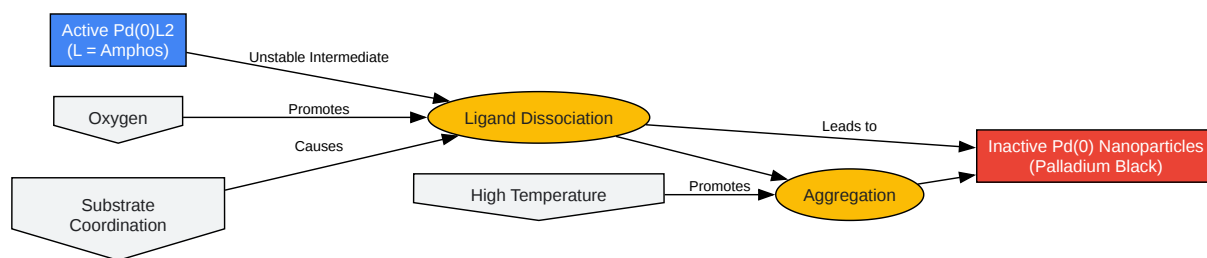 Active Pd(0)L2
(L = Amphos)
Unstable Intermediate
Oxygen
Promotes
Ligand Dissociation
Causes
Leads to
Substrate
Coordination
High Temperature
Promotes
Aggregation
Inactive Pd(0) Nanoparticles
(Palladium Black)